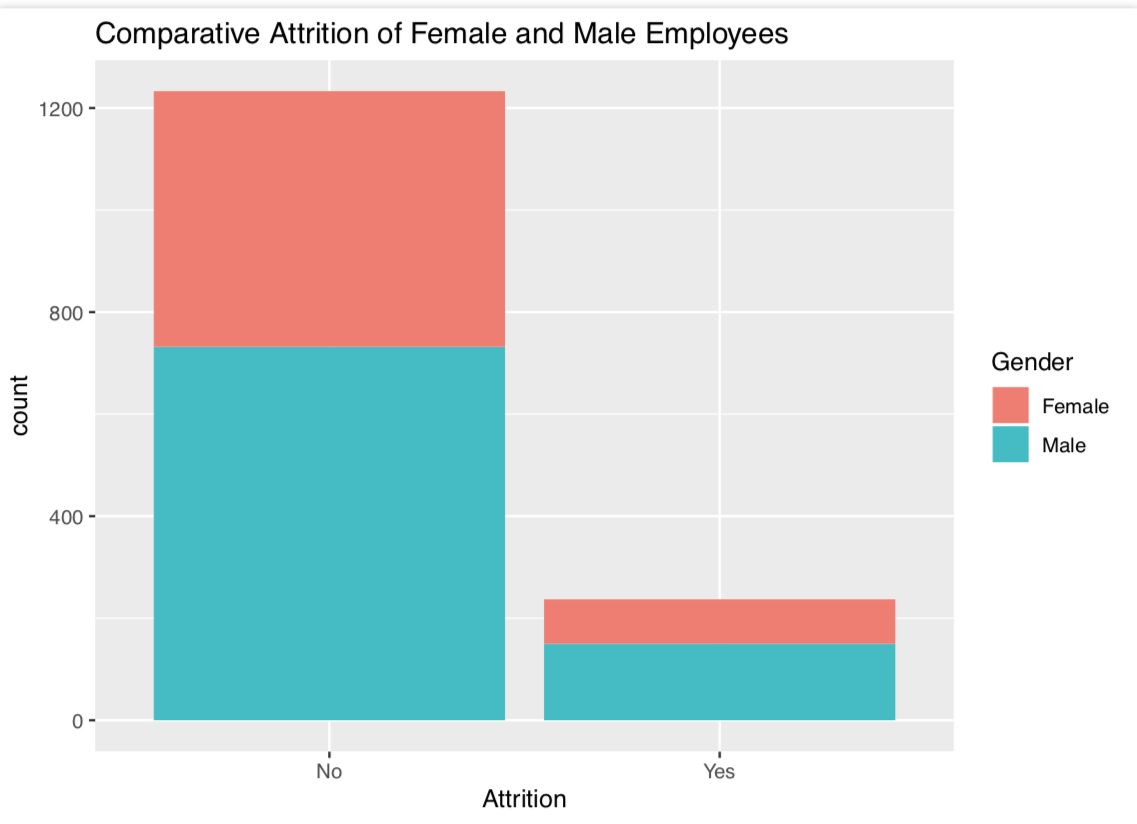 Comparative Attrition of Female and Male Employees
1200
800
400
0
count
No
Yes
Attrition
Gender
Female
Male